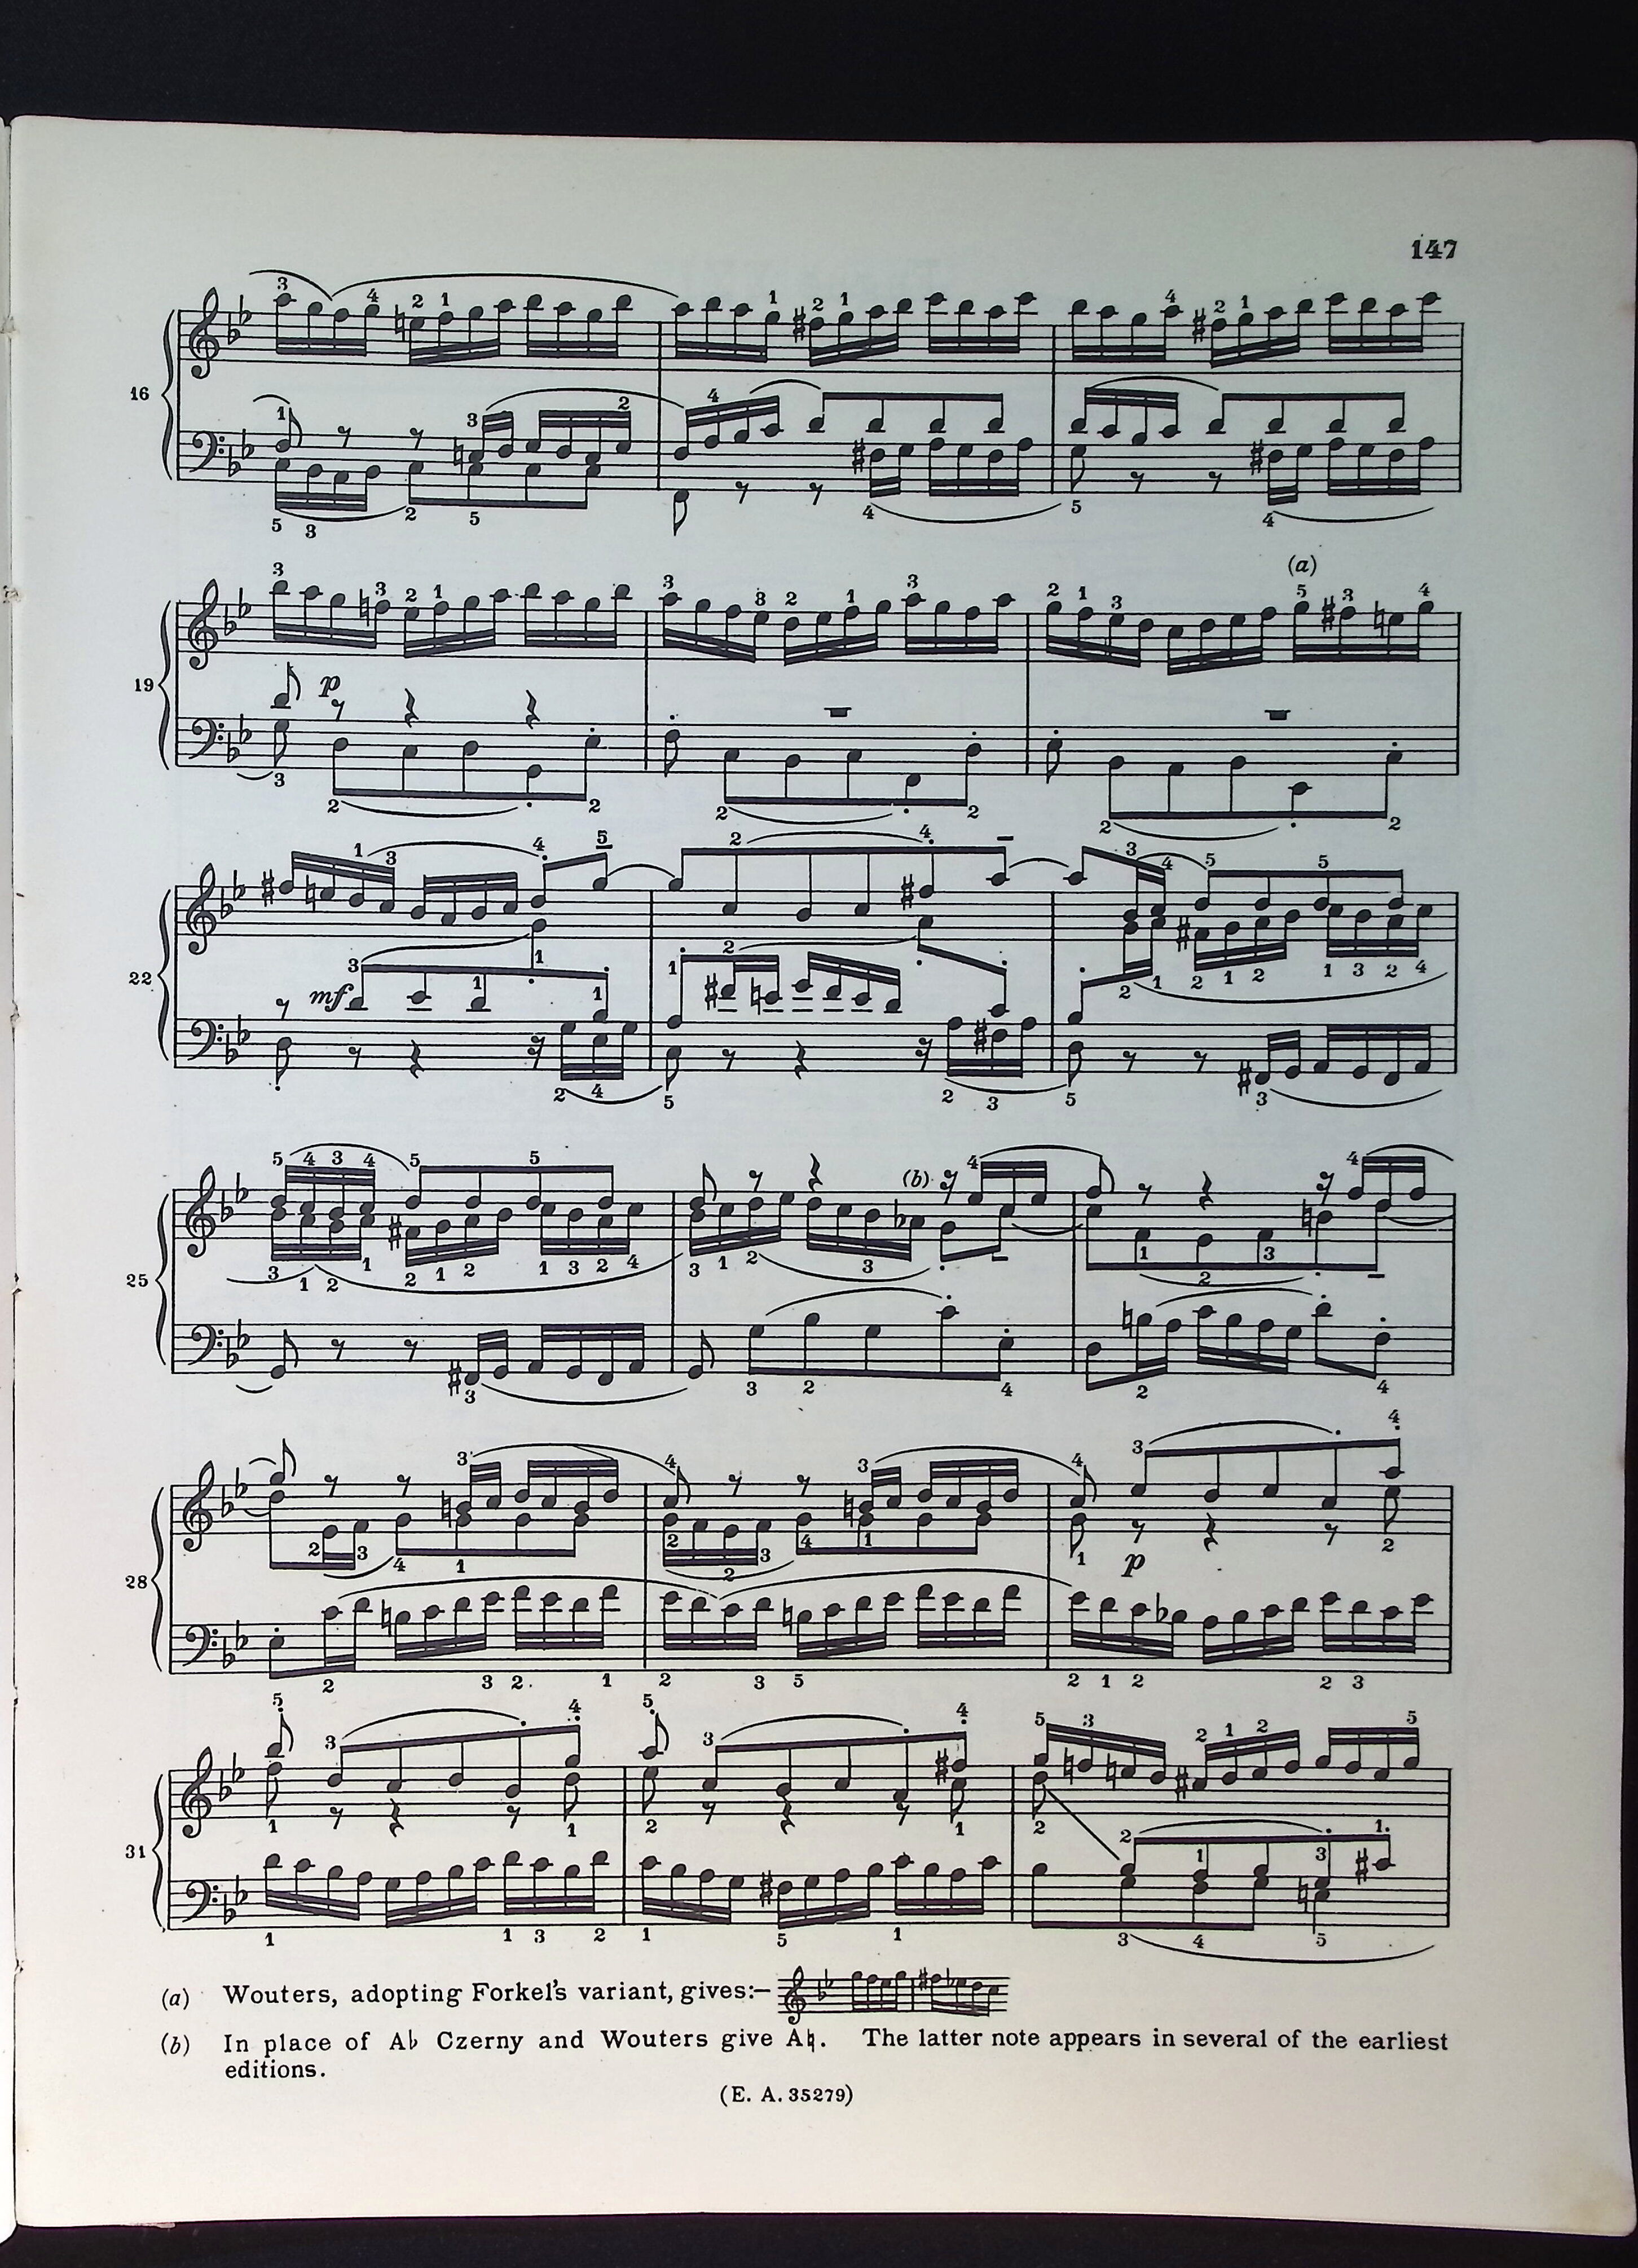 147
16
19
(a)
p
22
mf
25
(b)
28
p
31
(a) Wouters, adopting Forkel's variant, gives:—
(b) In place of A♭ Czerny and Wouters give A♮. The latter note appears in several of the earliest
editions.
(E. A. 35279)